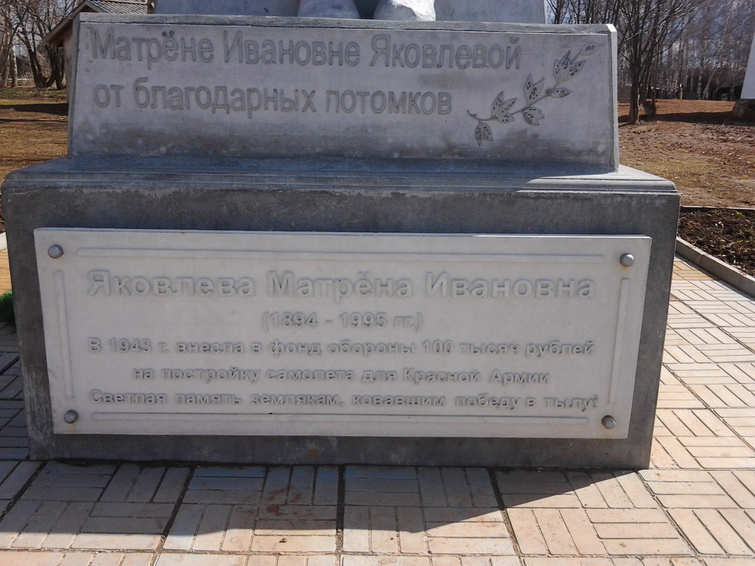 Матрёне Ивановне Яковлевой
от благодарных потомков
Яковлева Матрёна Ивановна
(1894 - 1995 гг.)
В 1943 г. внесла в фонд обороны 100 тысяч рублей
на постройку самолета для Красной Армии
Светлая память землякам, ковавшим победу в тылу!